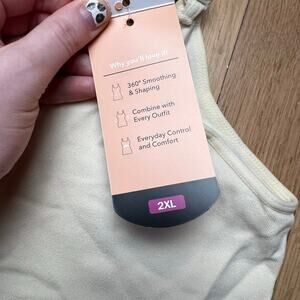 Why you'll love it!
360° Smoothing
& Shaping
Combine with
Every Outfit
Everyday Control
and Comfort
2XL